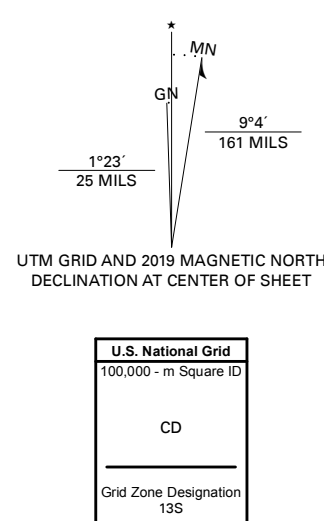 ★
MN
GN
9°4´
161 MILS
1°23´
25 MILS
UTM GRID AND 2019 MAGNETIC NORTH
DECLINATION AT CENTER OF SHEET
U.S. National Grid
100,000 - m Square ID
CD
Grid Zone Designation
13S